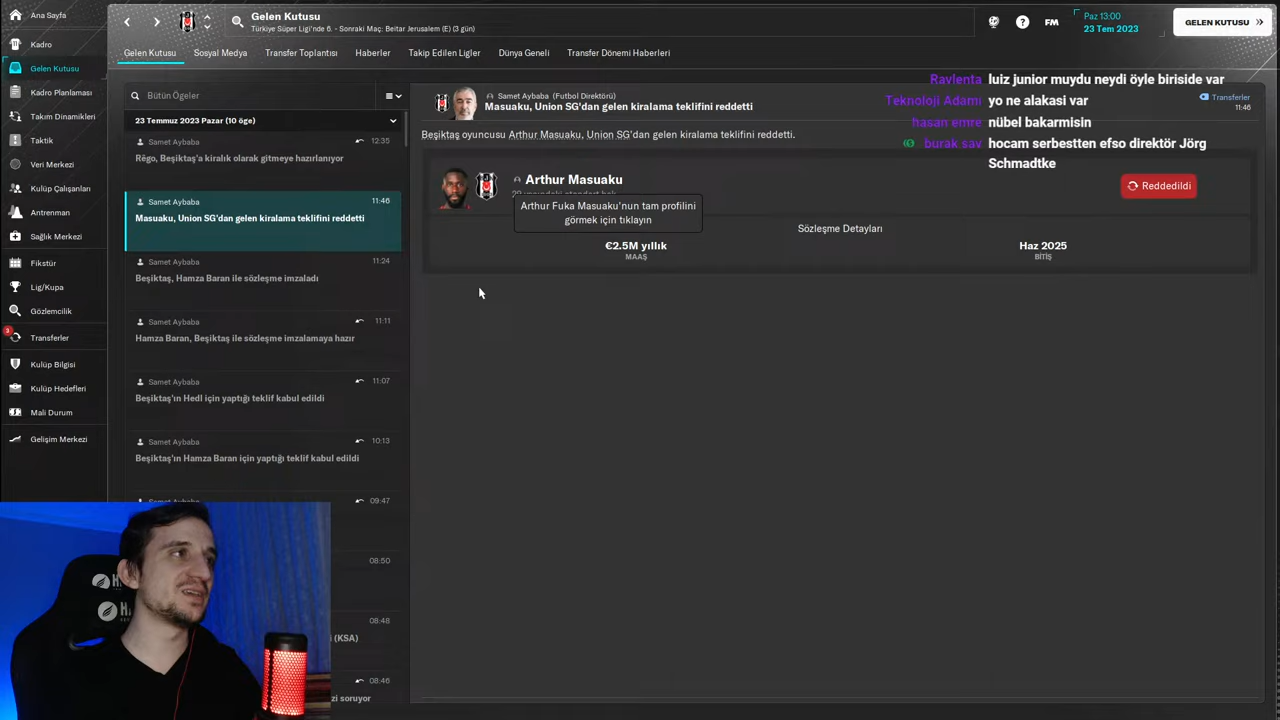 Ana Sayfa
Kadro
Gelen Kutusu
Kadro Planlaması
Takım Dinamikleri
Taktik
Veri Merkezi
Kulüp Çalışanları
Antrenman
Sağlık Merkezi
Fikstür
Lig/Kupa
Gözlemcilik
3
Transferler
Kulüp Bilgisi
Kulüp Hedefleri
Mali Durum
Gelişim Merkezi
Gelen Kutusu
Türkiye Süper Ligi'nde 6. - Sonraki Maç: Beitar Jerusalem (E) (3 gün)
FM
Paz 13:00
23 Tem 2023
GELEN KUTUSU
Gelen Kutusu
Sosyal Medya
Transfer Toplantısı
Haberler
Takip Edilen Ligler
Dünya Geneli
Transfer Dönemi Haberleri
Bütün Ögeler
23 Temmuz 2023 Pazar (10 öge)
Samet Aybaba 12:35
Rêgo, Beşiktaş'a kiralık olarak gitmeye hazırlanıyor
Samet Aybaba 11:46
Masuaku, Union SG'dan gelen kiralama teklifini reddetti
Samet Aybaba 11:24
Beşiktaş, Hamza Baran ile sözleşme imzaladı
Samet Aybaba 11:11
Hamza Baran, Beşiktaş ile sözleşme imzalamaya hazır
Samet Aybaba 11:07
Beşiktaş'ın Hedl için yaptığı teklif kabul edildi
Samet Aybaba 10:13
Beşiktaş'ın Hamza Baran için yaptığı teklif kabul edildi
09:47
08:50
08:48
i (KSA)
08:46
zi soruyor
Samet Aybaba (Futbol Direktörü)
Masuaku, Union SG'dan gelen kiralama teklifini reddetti
Transferler
11:46
Beşiktaş oyuncusu Arthur Masuaku, Union SG'dan gelen kiralama teklifini reddetti.
Arthur Masuaku
Reddedildi
Arthur Fuka Masuaku'nun tam profilini
görmek için tıklayın
Sözleşme Detayları
€2.5M yıllık
MAAŞ
Haz 2025
BİTİŞ
Ravlenta luiz junior muydu neydi öyle biriside var
Teknoloji Adamı yo ne alakasi var
hasan emre nübel bakarmisin
burak sav hocam serbestten efso direktör Jörg
Schmadtke